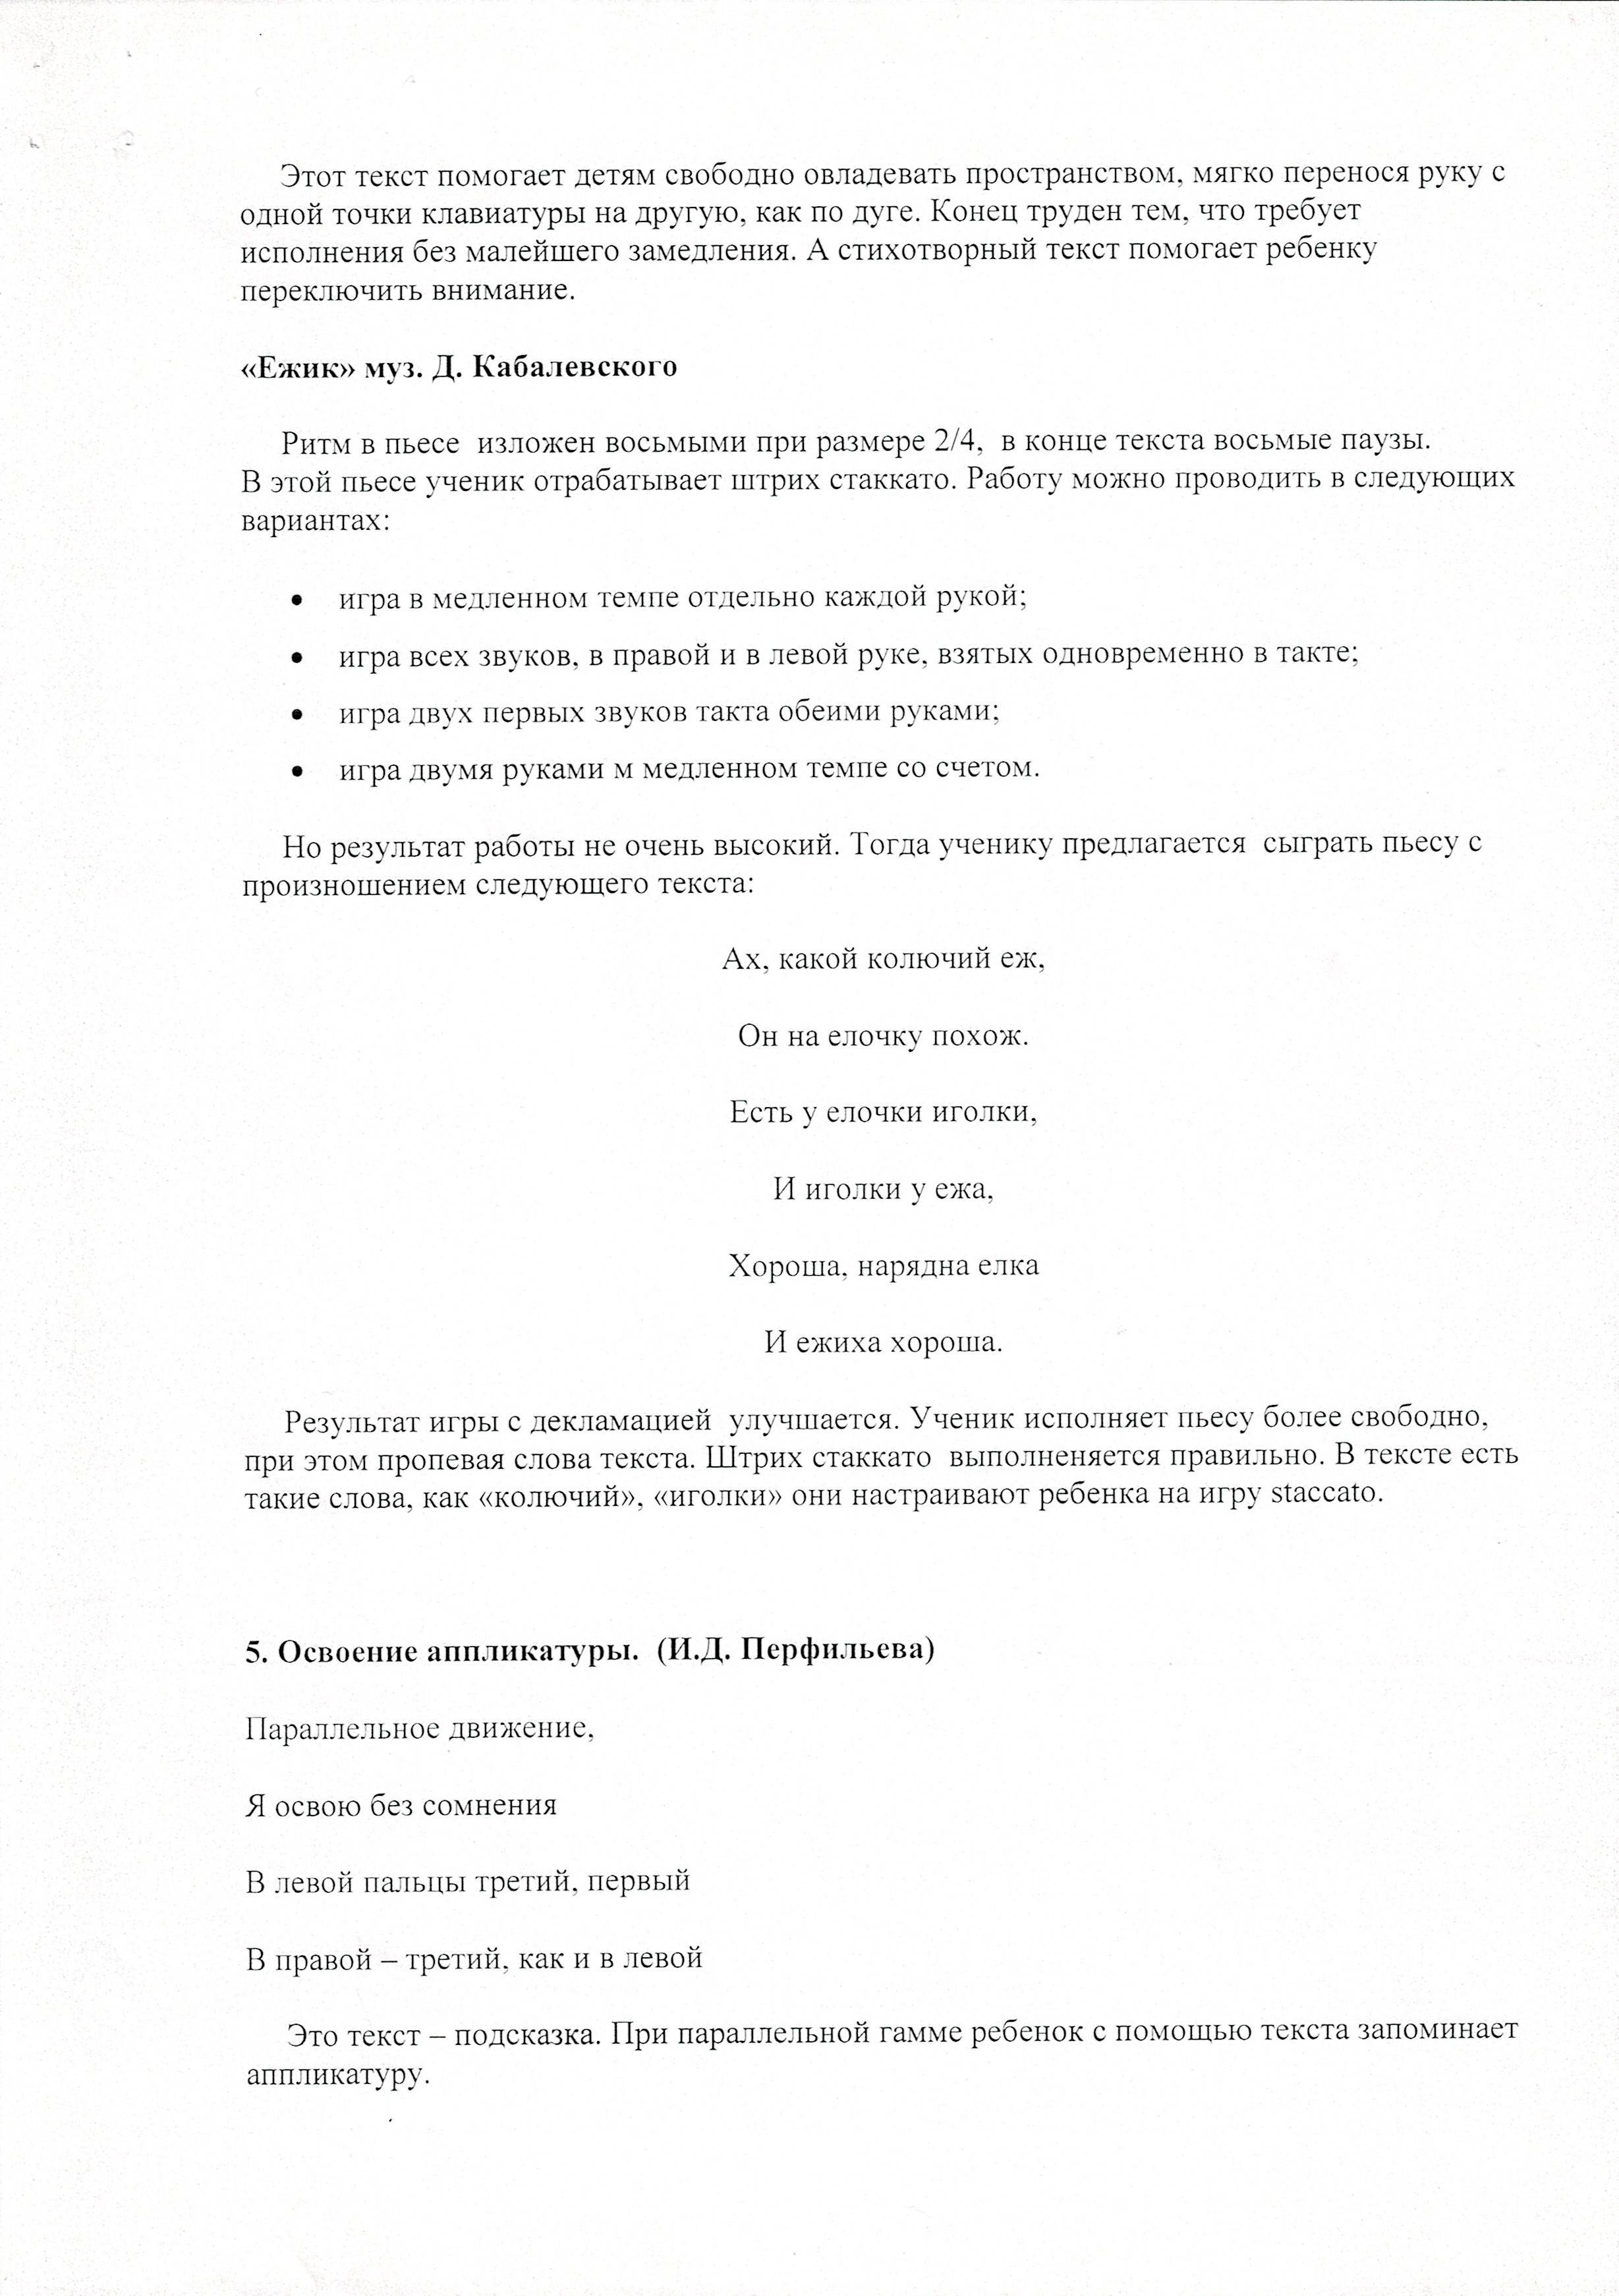 Этот текст помогает детям свободно овладевать пространством, мягко перенося руку с
одной точки клавиатуры на другую, как по дуге. Конец труден тем, что требует
исполнения без малейшего замедления. А стихотворный текст помогает ребенку
переключить внимание.
«Ежик» муз. Д. Кабалевского
Ритм в пьесе изложен восьмыми при размере 2/4, в конце текста восьмые паузы.
В этой пьесе ученик отрабатывает штрих стаккато. Работу можно проводить в следующих
вариантах:
• игра в медленном темпе отдельно каждой рукой;
• игра всех звуков, в правой и в левой руке, взятых одновременно в такте;
• игра двух первых звуков такта обеими руками;
• игра двумя руками м медленном темпе со счетом.
Но результат работы не очень высокий. Тогда ученику предлагается сыграть пьесу с
произношением следующего текста:
Ах, какой колючий еж,
Он на елочку похож.
Есть у елочки иголки,
И иголки у ежа,
Хороша, нарядна елка
И ежиха хороша.
Результат игры с декламацией улучшается. Ученик исполняет пьесу более свободно,
при этом пропевая слова текста. Штрих стаккато выполненяется правильно. В тексте есть
такие слова, как «колючий», «иголки» они настраивают ребенка на игру staccato.
5. Освоение аппликатуры. (И.Д. Перфильева)
Параллельное движение,
Я освою без сомнения
В левой пальцы третий, первый
В правой – третий, как и в левой
Это текст – подсказка. При параллельной гамме ребенок с помощью текста запоминает
аппликатуру.